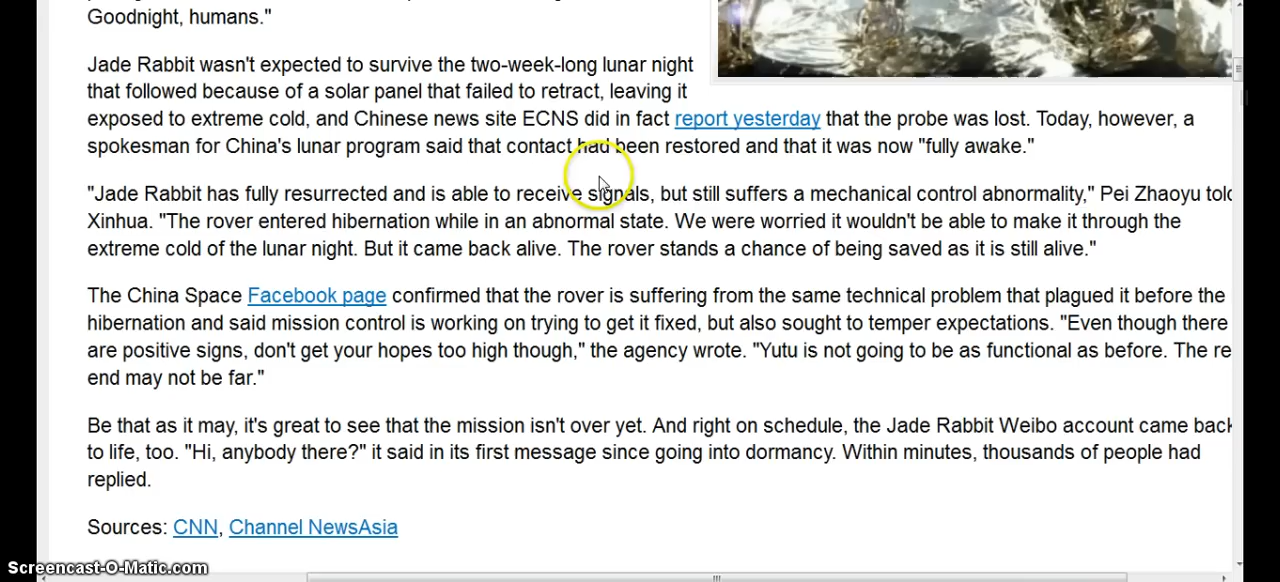 Goodnight, humans."
Jade Rabbit wasn't expected to survive the two-week-long lunar night
that followed because of a solar panel that failed to retract, leaving it
exposed to extreme cold, and Chinese news site ECNS did in fact report yesterday that the probe was lost. Today, however, a
spokesman for China's lunar program said that contact had been restored and that it was now "fully awake."
"Jade Rabbit has fully resurrected and is able to receive signals, but still suffers a mechanical control abnormality," Pei Zhaoyu told
Xinhua. "The rover entered hibernation while in an abnormal state. We were worried it wouldn't be able to make it through the
extreme cold of the lunar night. But it came back alive. The rover stands a chance of being saved as it is still alive."
The China Space Facebook page confirmed that the rover is suffering from the same technical problem that plagued it before the
hibernation and said mission control is working on trying to get it fixed, but also sought to temper expectations. "Even though there
are positive signs, don't get your hopes too high though," the agency wrote. "Yutu is not going to be as functional as before. The re
end may not be far."
Be that as it may, it's great to see that the mission isn't over yet. And right on schedule, the Jade Rabbit Weibo account came back
to life, too. "Hi, anybody there?" it said in its first message since going into dormancy. Within minutes, thousands of people had
replied.
Sources: CNN, Channel NewsAsia
Screencast-O-Matic.com